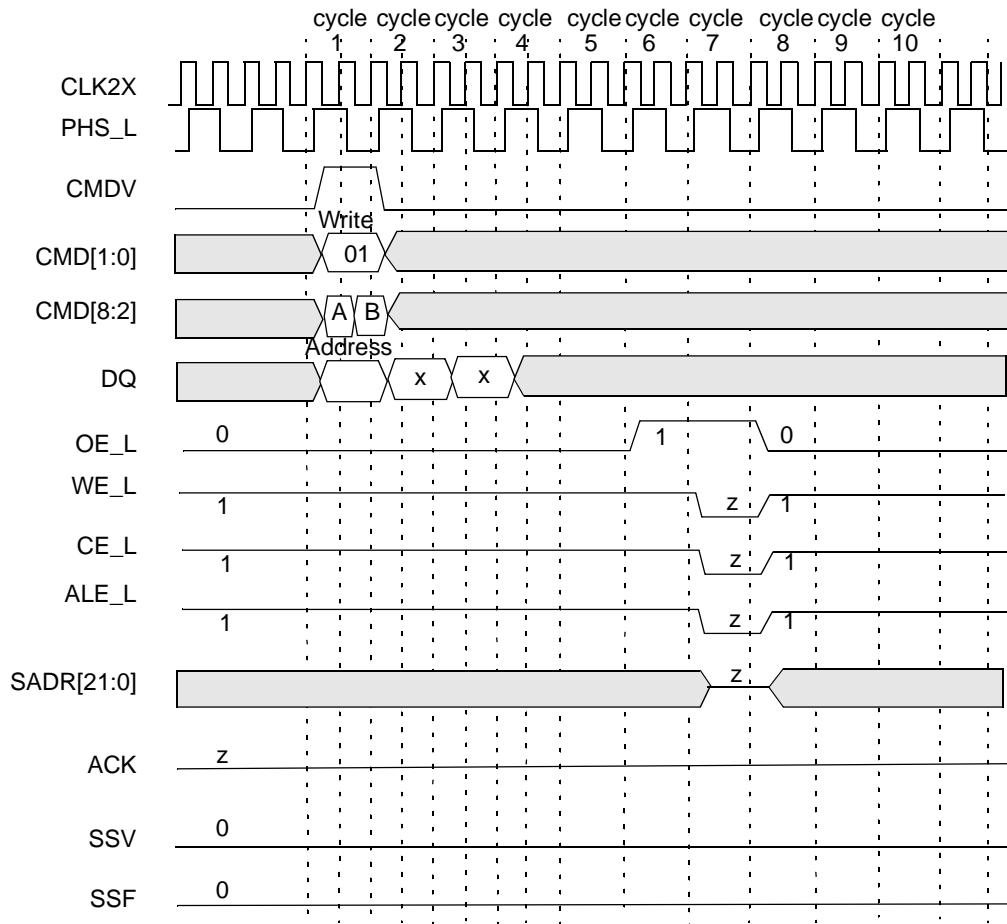 cycle cycle cycle cycle cycle cycle cycle cycle cycle cycle
1 2 3 4 5 6 7 8 9 10
CLK2X
PHS_L
CMDV
Write
CMD[1:0] 01
CMD[8:2] A B
Address
DQ x x
OE_L 0 1 0
WE_L 1 z 1
CE_L 1 z 1
ALE_L 1 z 1
SADR[21:0] z
ACK z
SSV 0
SSF 0